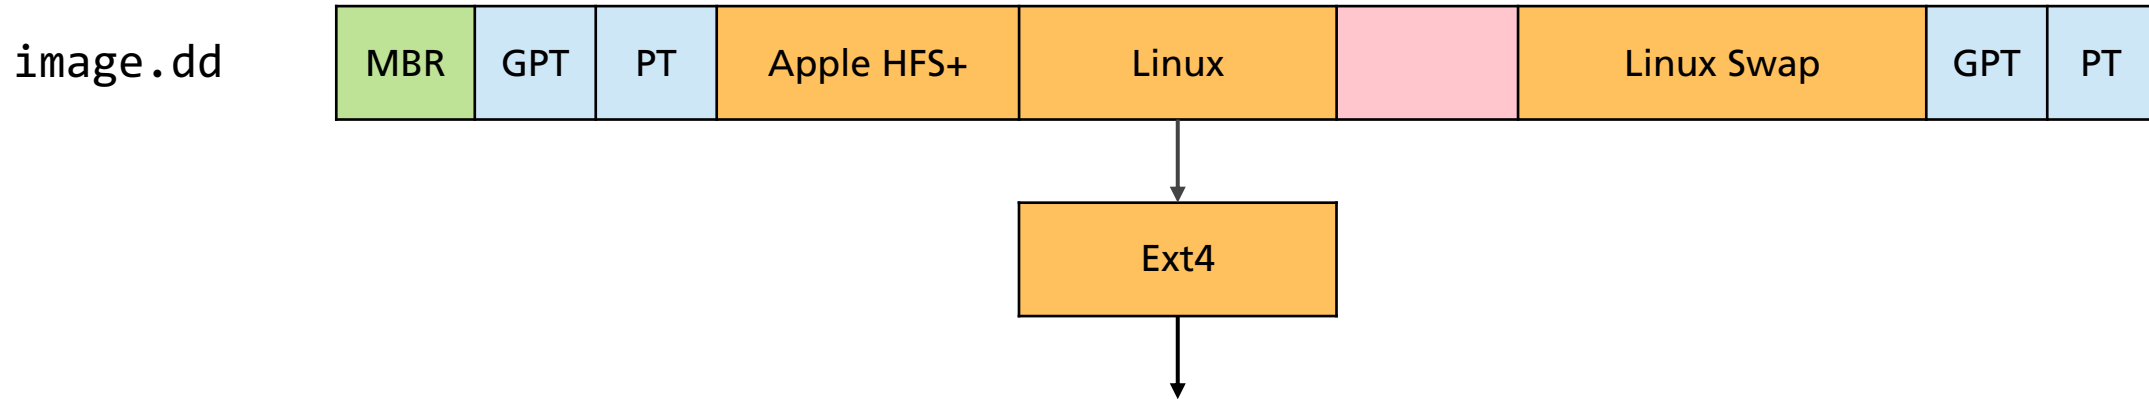 image.dd MBR GPT PT Apple HFS+ Linux Linux Swap GPT PT
Ext4